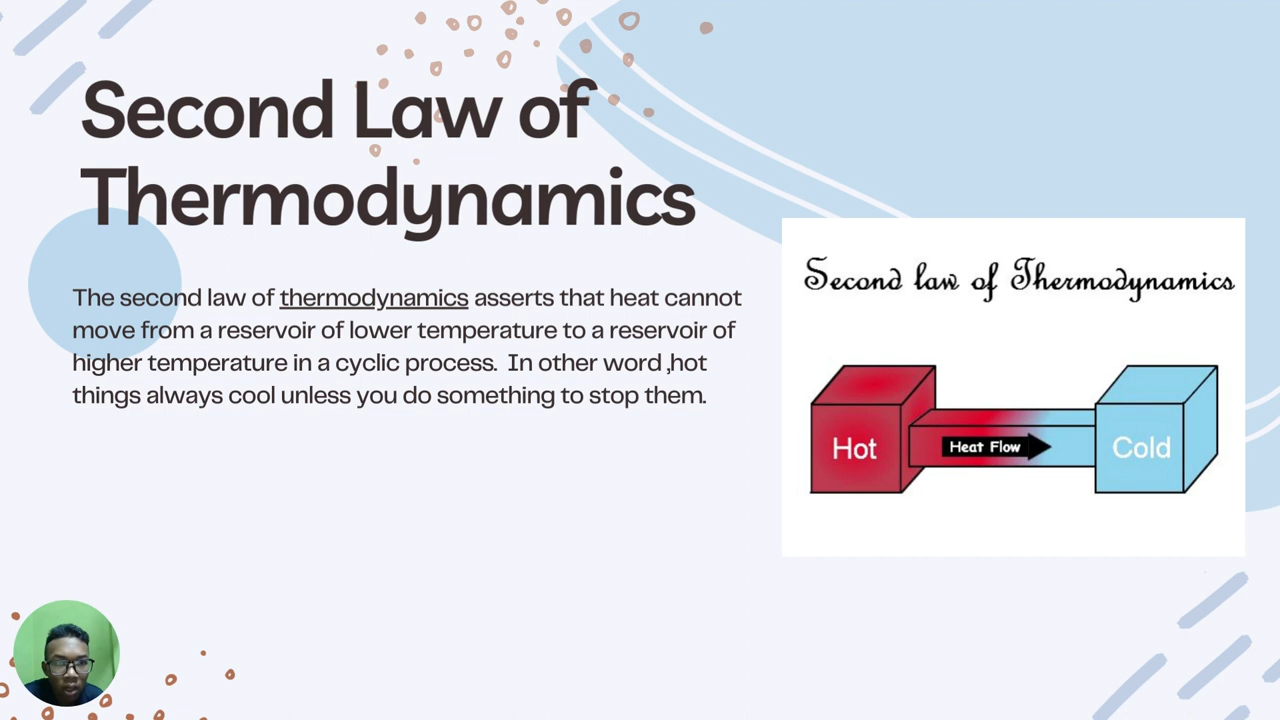 Second Law of
Thermodynamics
The second law of thermodynamics asserts that heat cannot
move from a reservoir of lower temperature to a reservoir of
higher temperature in a cyclic process.  In other word ,hot
things always cool unless you do something to stop them.
Second law of Thermodynamics
Hot
Heat Flow
Cold